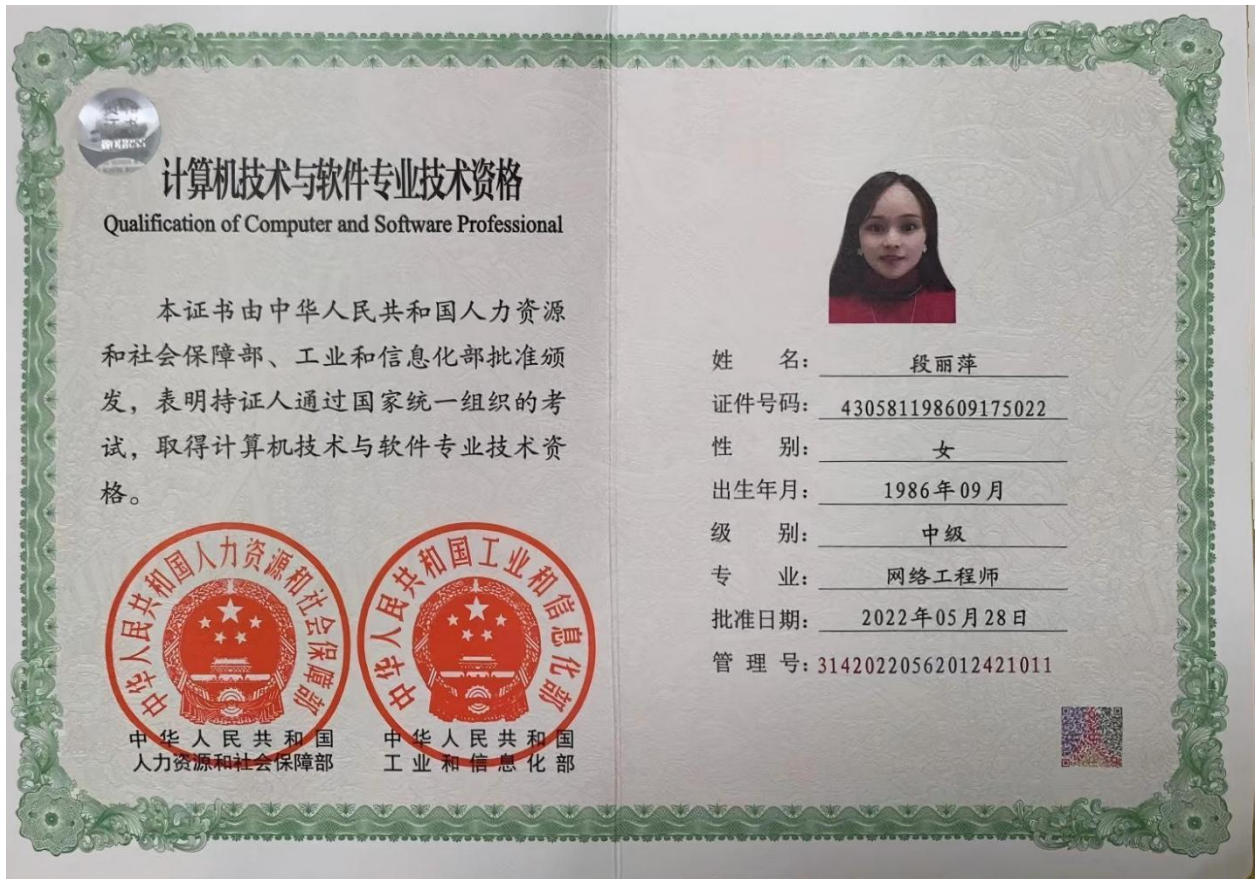 计算机技术与软件专业技术资格
Qualification of Computer and Software Professional
本证书由中华人民共和国人力资源
和社会保障部、工业和信息化部批准颁
发，表明持证人通过国家统一组织的考
试，取得计算机技术与软件专业技术资
格。
中华人民共和国人力资源和社会保障部
中华人民共和国工业和信息化部
中华人民共和国
人力资源和社会保障部
中华人民共和国
工业和信息化部
姓名：段丽萍
证件号码：430581198609175022
性别：女
出生年月：1986年09月
级别：中级
专业：网络工程师
批准日期：2022年05月28日
管理号：31420220562012421011